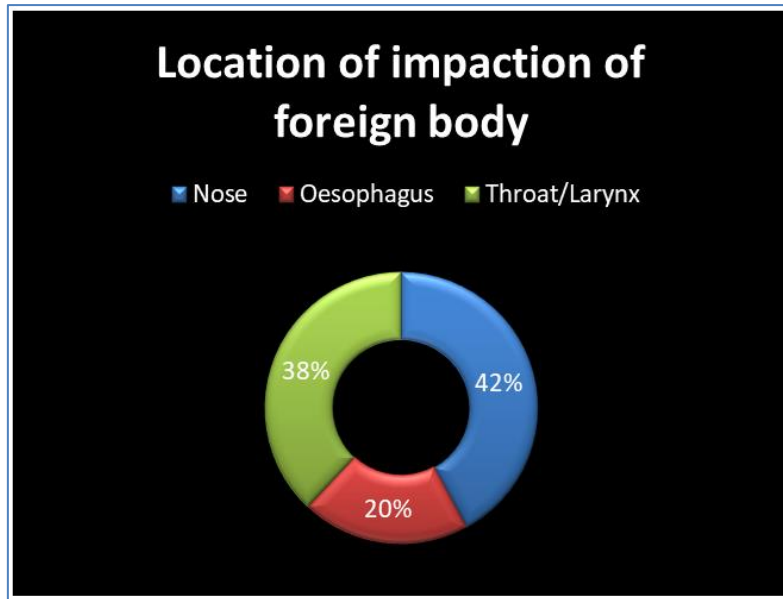 Location of impaction of
foreign body
Nose Oesophagus Throat/Larynx
38%
42%
20%